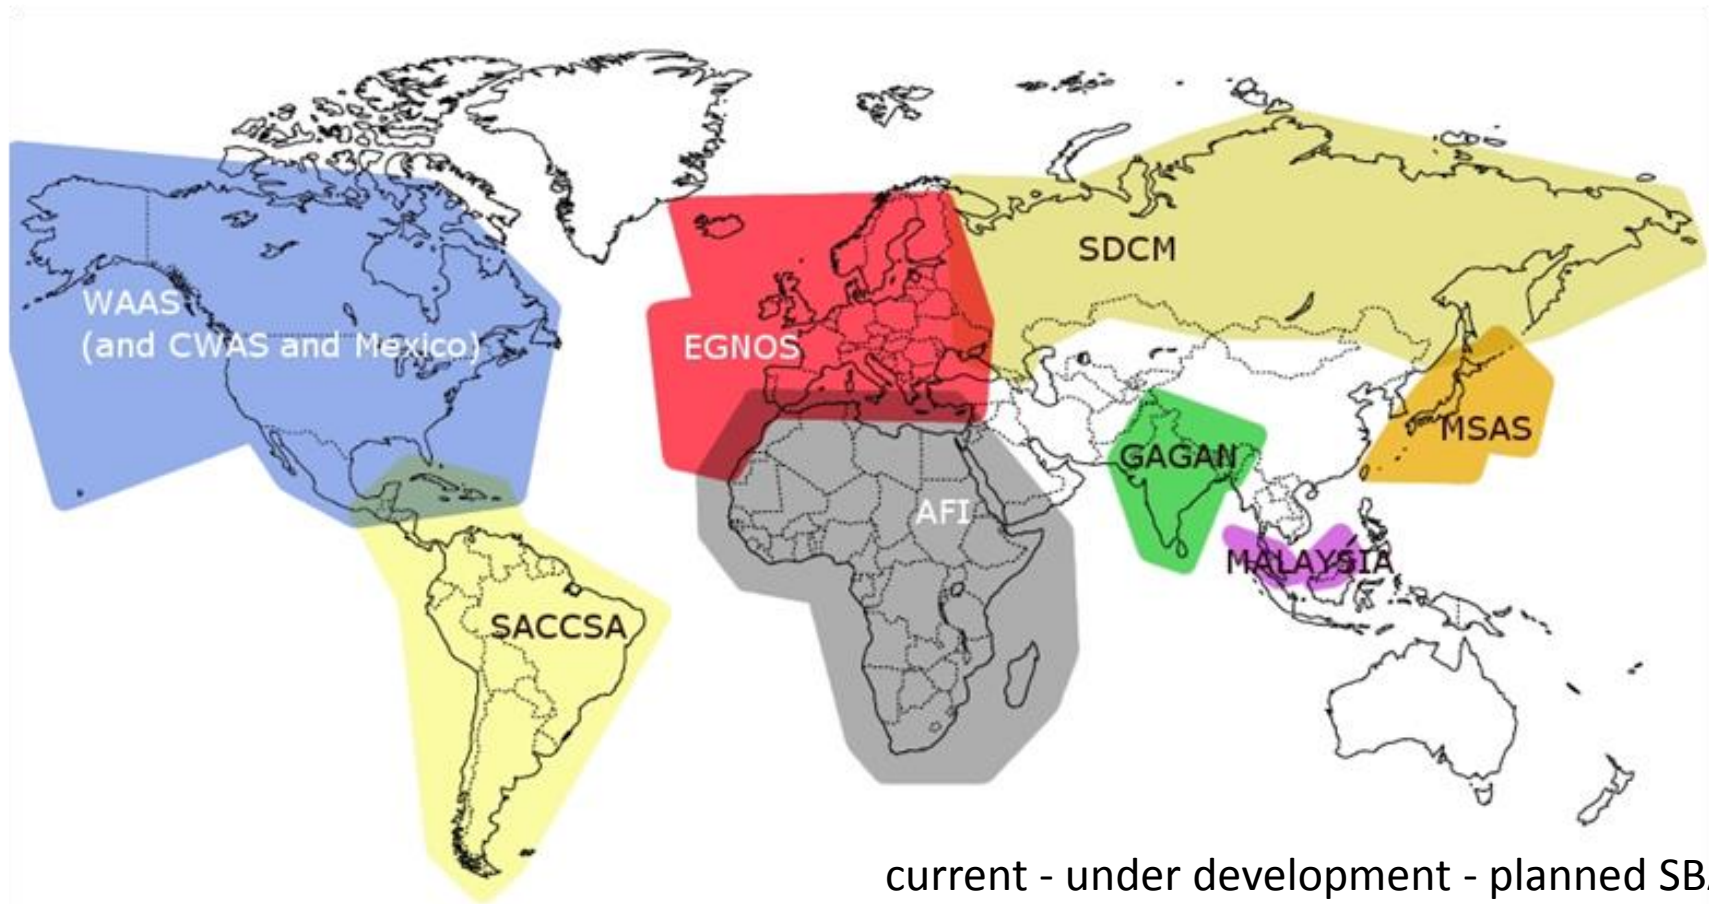 SDCM
WAAS
(and CWAS and Mexico)
EGNOS
MSAS
GAGAN
AFI
MALAYSIA
SACCSA
current - under development - planned